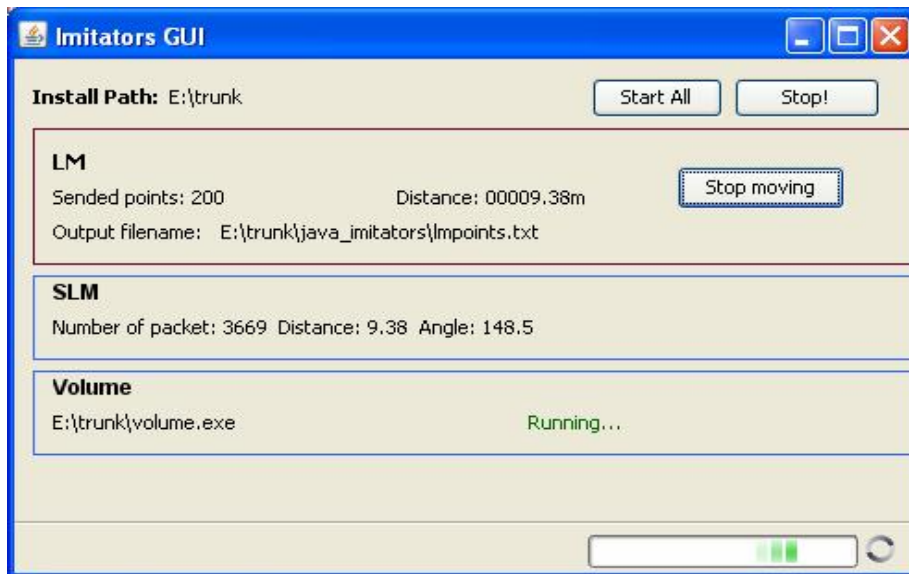 Imitators GUI
Install Path: E:\trunk
Start All
Stop!
LM
Sended points: 200 Distance: 00009.38m
Stop moving
Output filename: E:\trunk\java_imitators\lmpoints.txt
SLM
Number of packet: 3669 Distance: 9.38 Angle: 148.5
Volume
E:\trunk\volume.exe Running...